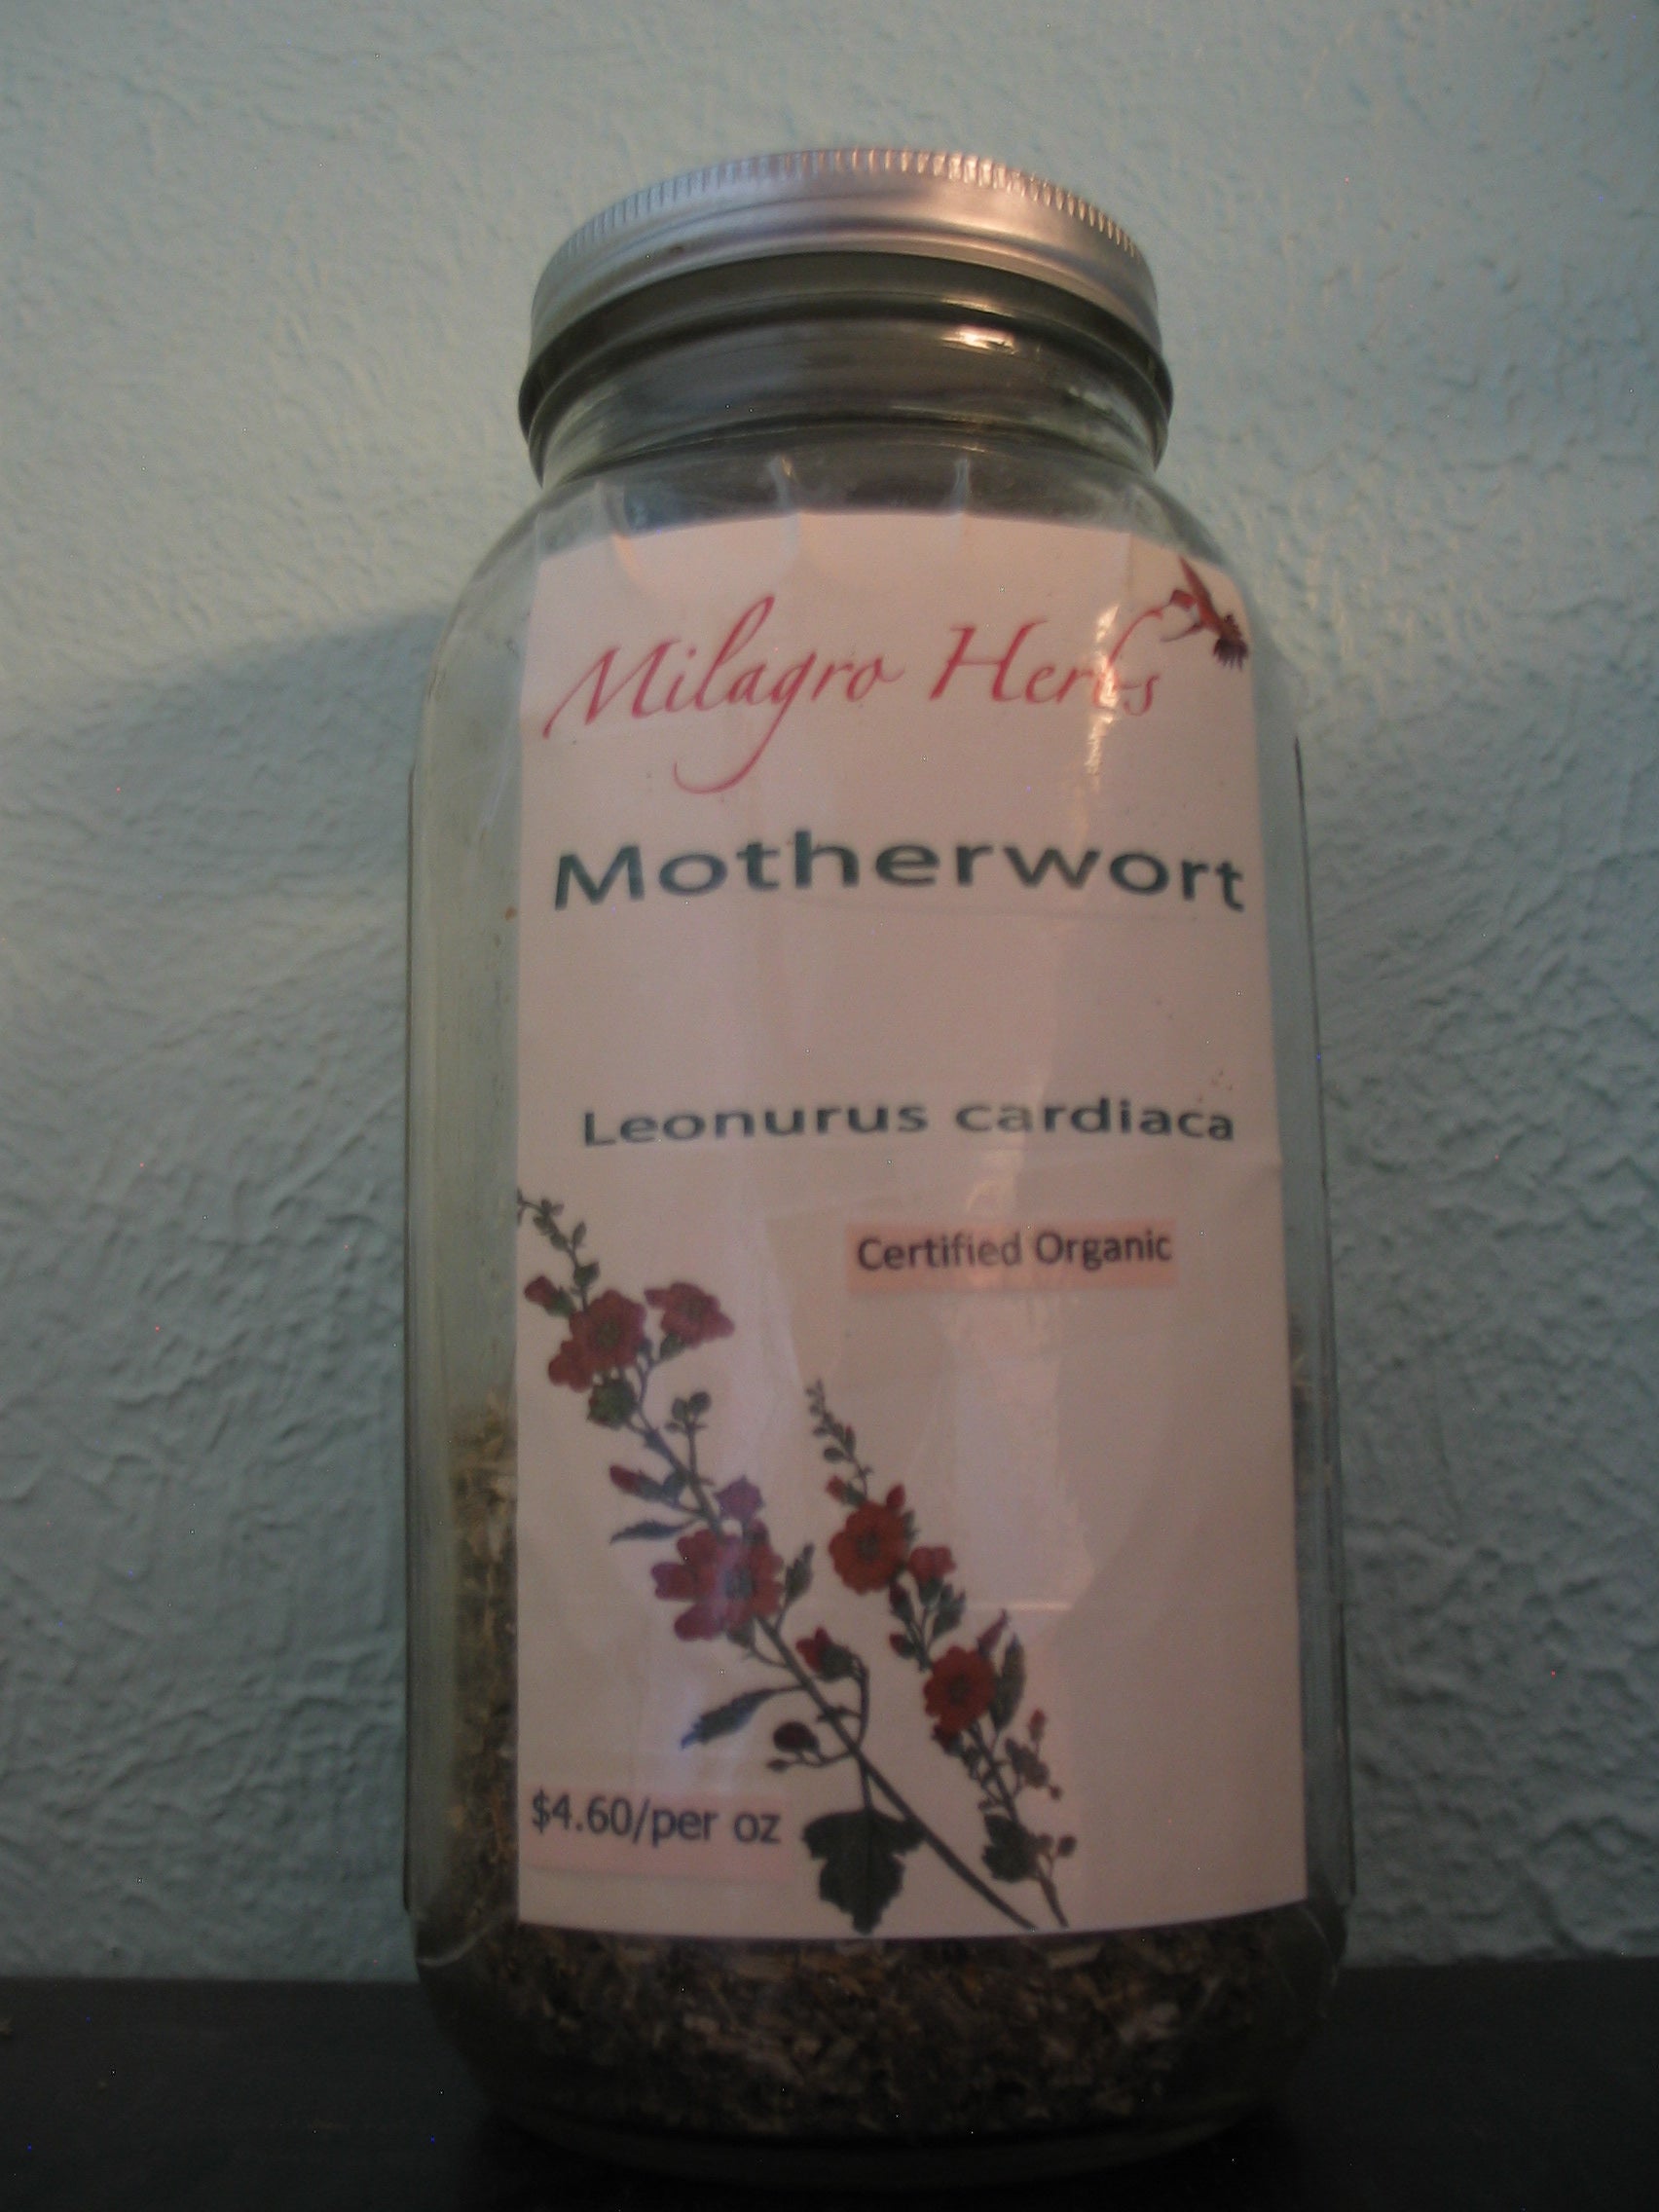 Milagro Herbs
Motherwort
Leonurus cardiaca
Certified Organic
$4.60/per oz